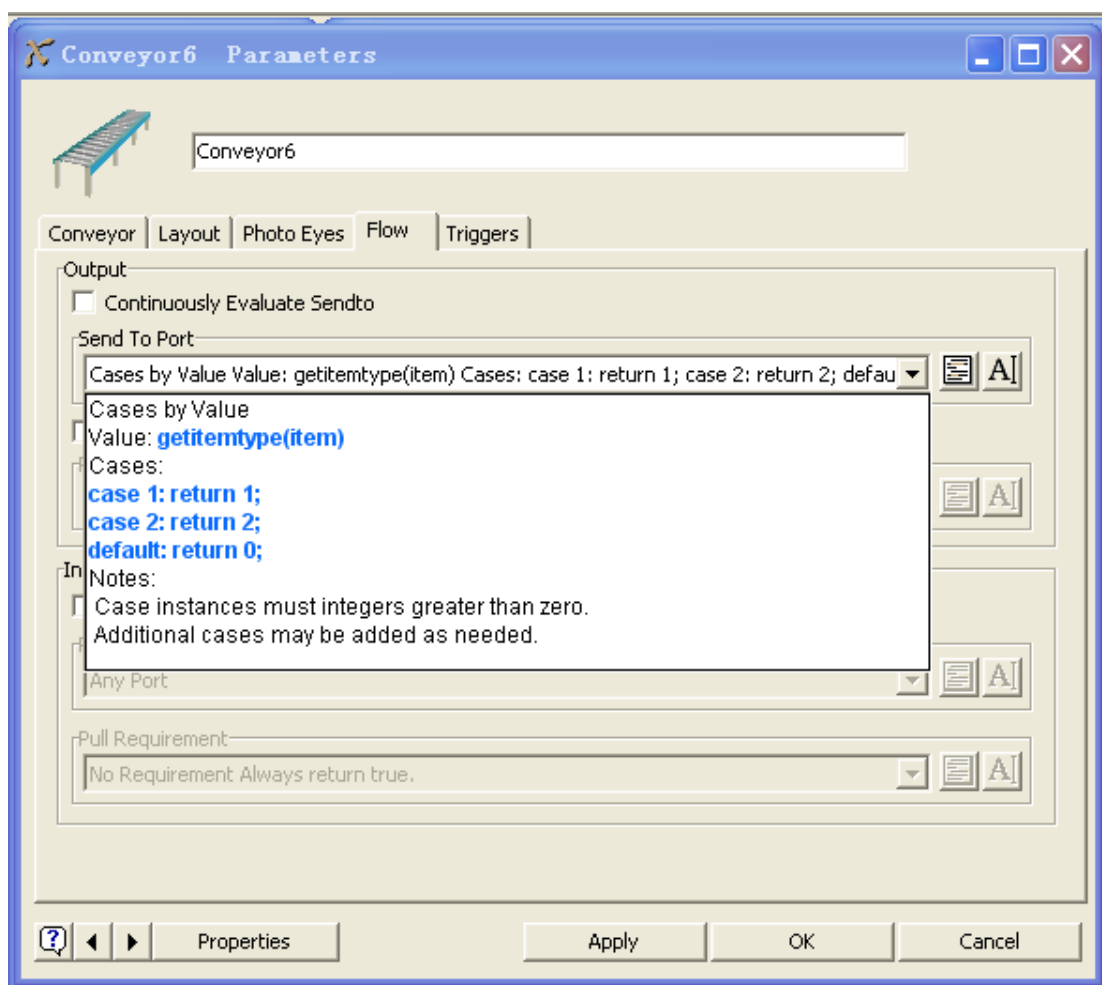 Conveyor6 Parameters
Conveyor6
Conveyor Layout Photo Eyes Flow Triggers
Output
Continuously Evaluate Sendto
Send To Port
Cases by Value Value: getitemtype(item) Cases: case 1: return 1; case 2: return 2; defau
Cases by Value
Value: getitemtype(item)
Cases:
case 1: return 1;
case 2: return 2;
default: return 0;
Notes:
Case instances must integers greater than zero.
Additional cases may be added as needed.
In
Any Port
Pull Requirement
No Requirement Always return true.
? Properties Apply OK Cancel